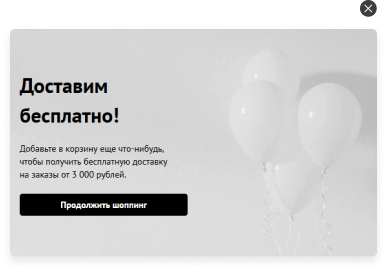 Доставим
бесплатно!
Добавьте в корзину еще что-нибудь,
чтобы получить бесплатную доставку
на заказы от 3 000 рублей.
Продолжить шоппинг